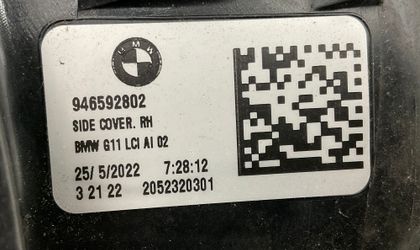 BMW
946592802
SIDE COVER. RH
BMW G11 LCI AI 02
25/ 5/2022 7:28:12
3 21 22 2052320301